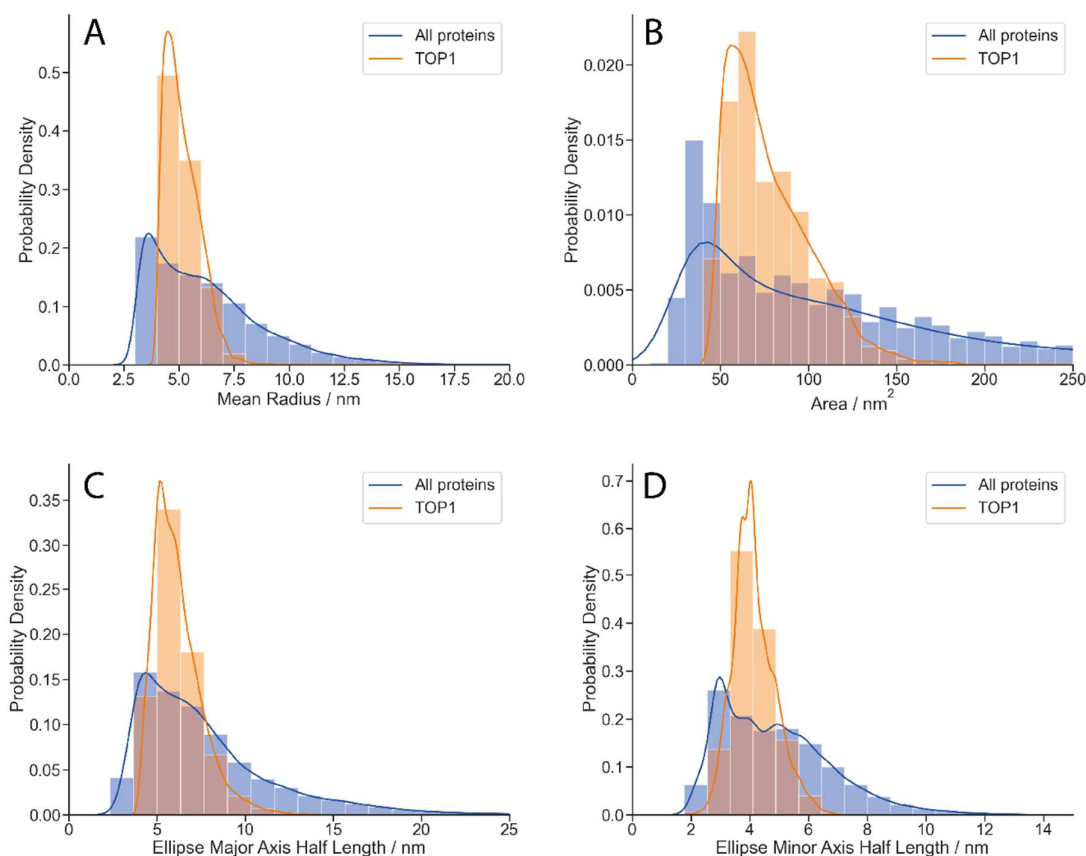 A
All proteins
TOP1
Probability Density
0.5
0.4
0.3
0.2
0.1
0.0
0.0 2.5 5.0 7.5 10.0 12.5 15.0 17.5 20.0
Mean Radius / nm
B
All proteins
TOP1
Probability Density
0.020
0.015
0.010
0.005
0.000
0 50 100 150 200 250
Area / nm²
C
All proteins
TOP1
Probability Density
0.35
0.30
0.25
0.20
0.15
0.10
0.05
0.00
0 5 10 15 20 25
Ellipse Major Axis Half Length / nm
D
All proteins
TOP1
Probability Density
0.7
0.6
0.5
0.4
0.3
0.2
0.1
0.0
0 2 4 6 8 10 12 14
Ellipse Minor Axis Half Length / nm